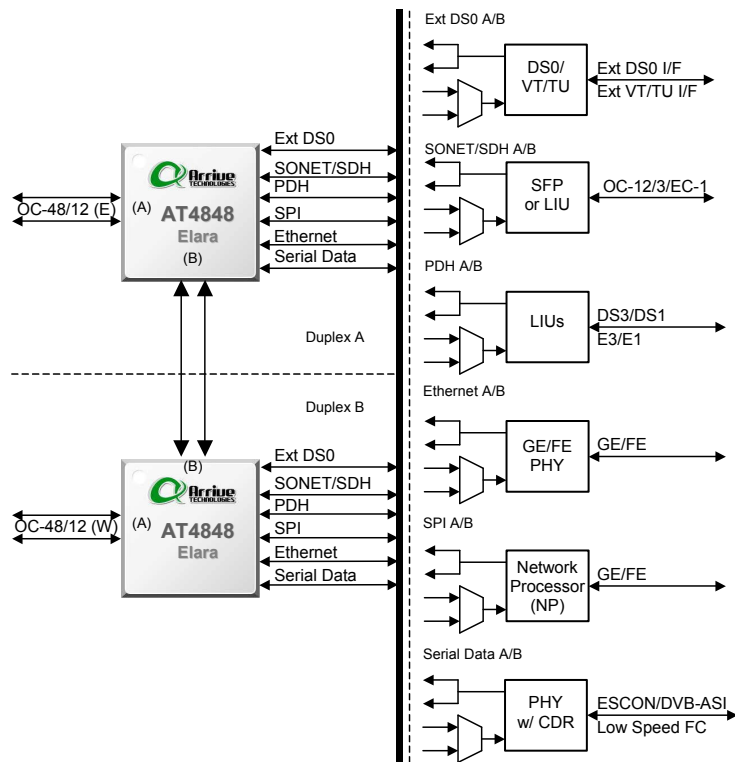 Ext DS0 A/B
DS0/
VT/TU
Ext DS0 I/F
Ext VT/TU I/F
Ext DS0
SONET/SDH
PDH
SPI
Ethernet
Serial Data
OC-48/12 (E)
(A)
Arrive
TECHNOLOGIES
AT4848
Elara
(B)
SONET/SDH A/B
SFP
or LIU
OC-12/3/EC-1
PDH A/B
LIUs
DS3/DS1
E3/E1
Duplex A
Duplex B
Ethernet A/B
GE/FE
PHY
GE/FE
(B)
Arrive
TECHNOLOGIES
AT4848
Elara
(A)
OC-48/12 (W)
Ext DS0
SONET/SDH
PDH
SPI
Ethernet
Serial Data
SPI A/B
Network
Processor
(NP)
GE/FE
Serial Data A/B
PHY
w/ CDR
ESCON/DVB-ASI
Low Speed FC